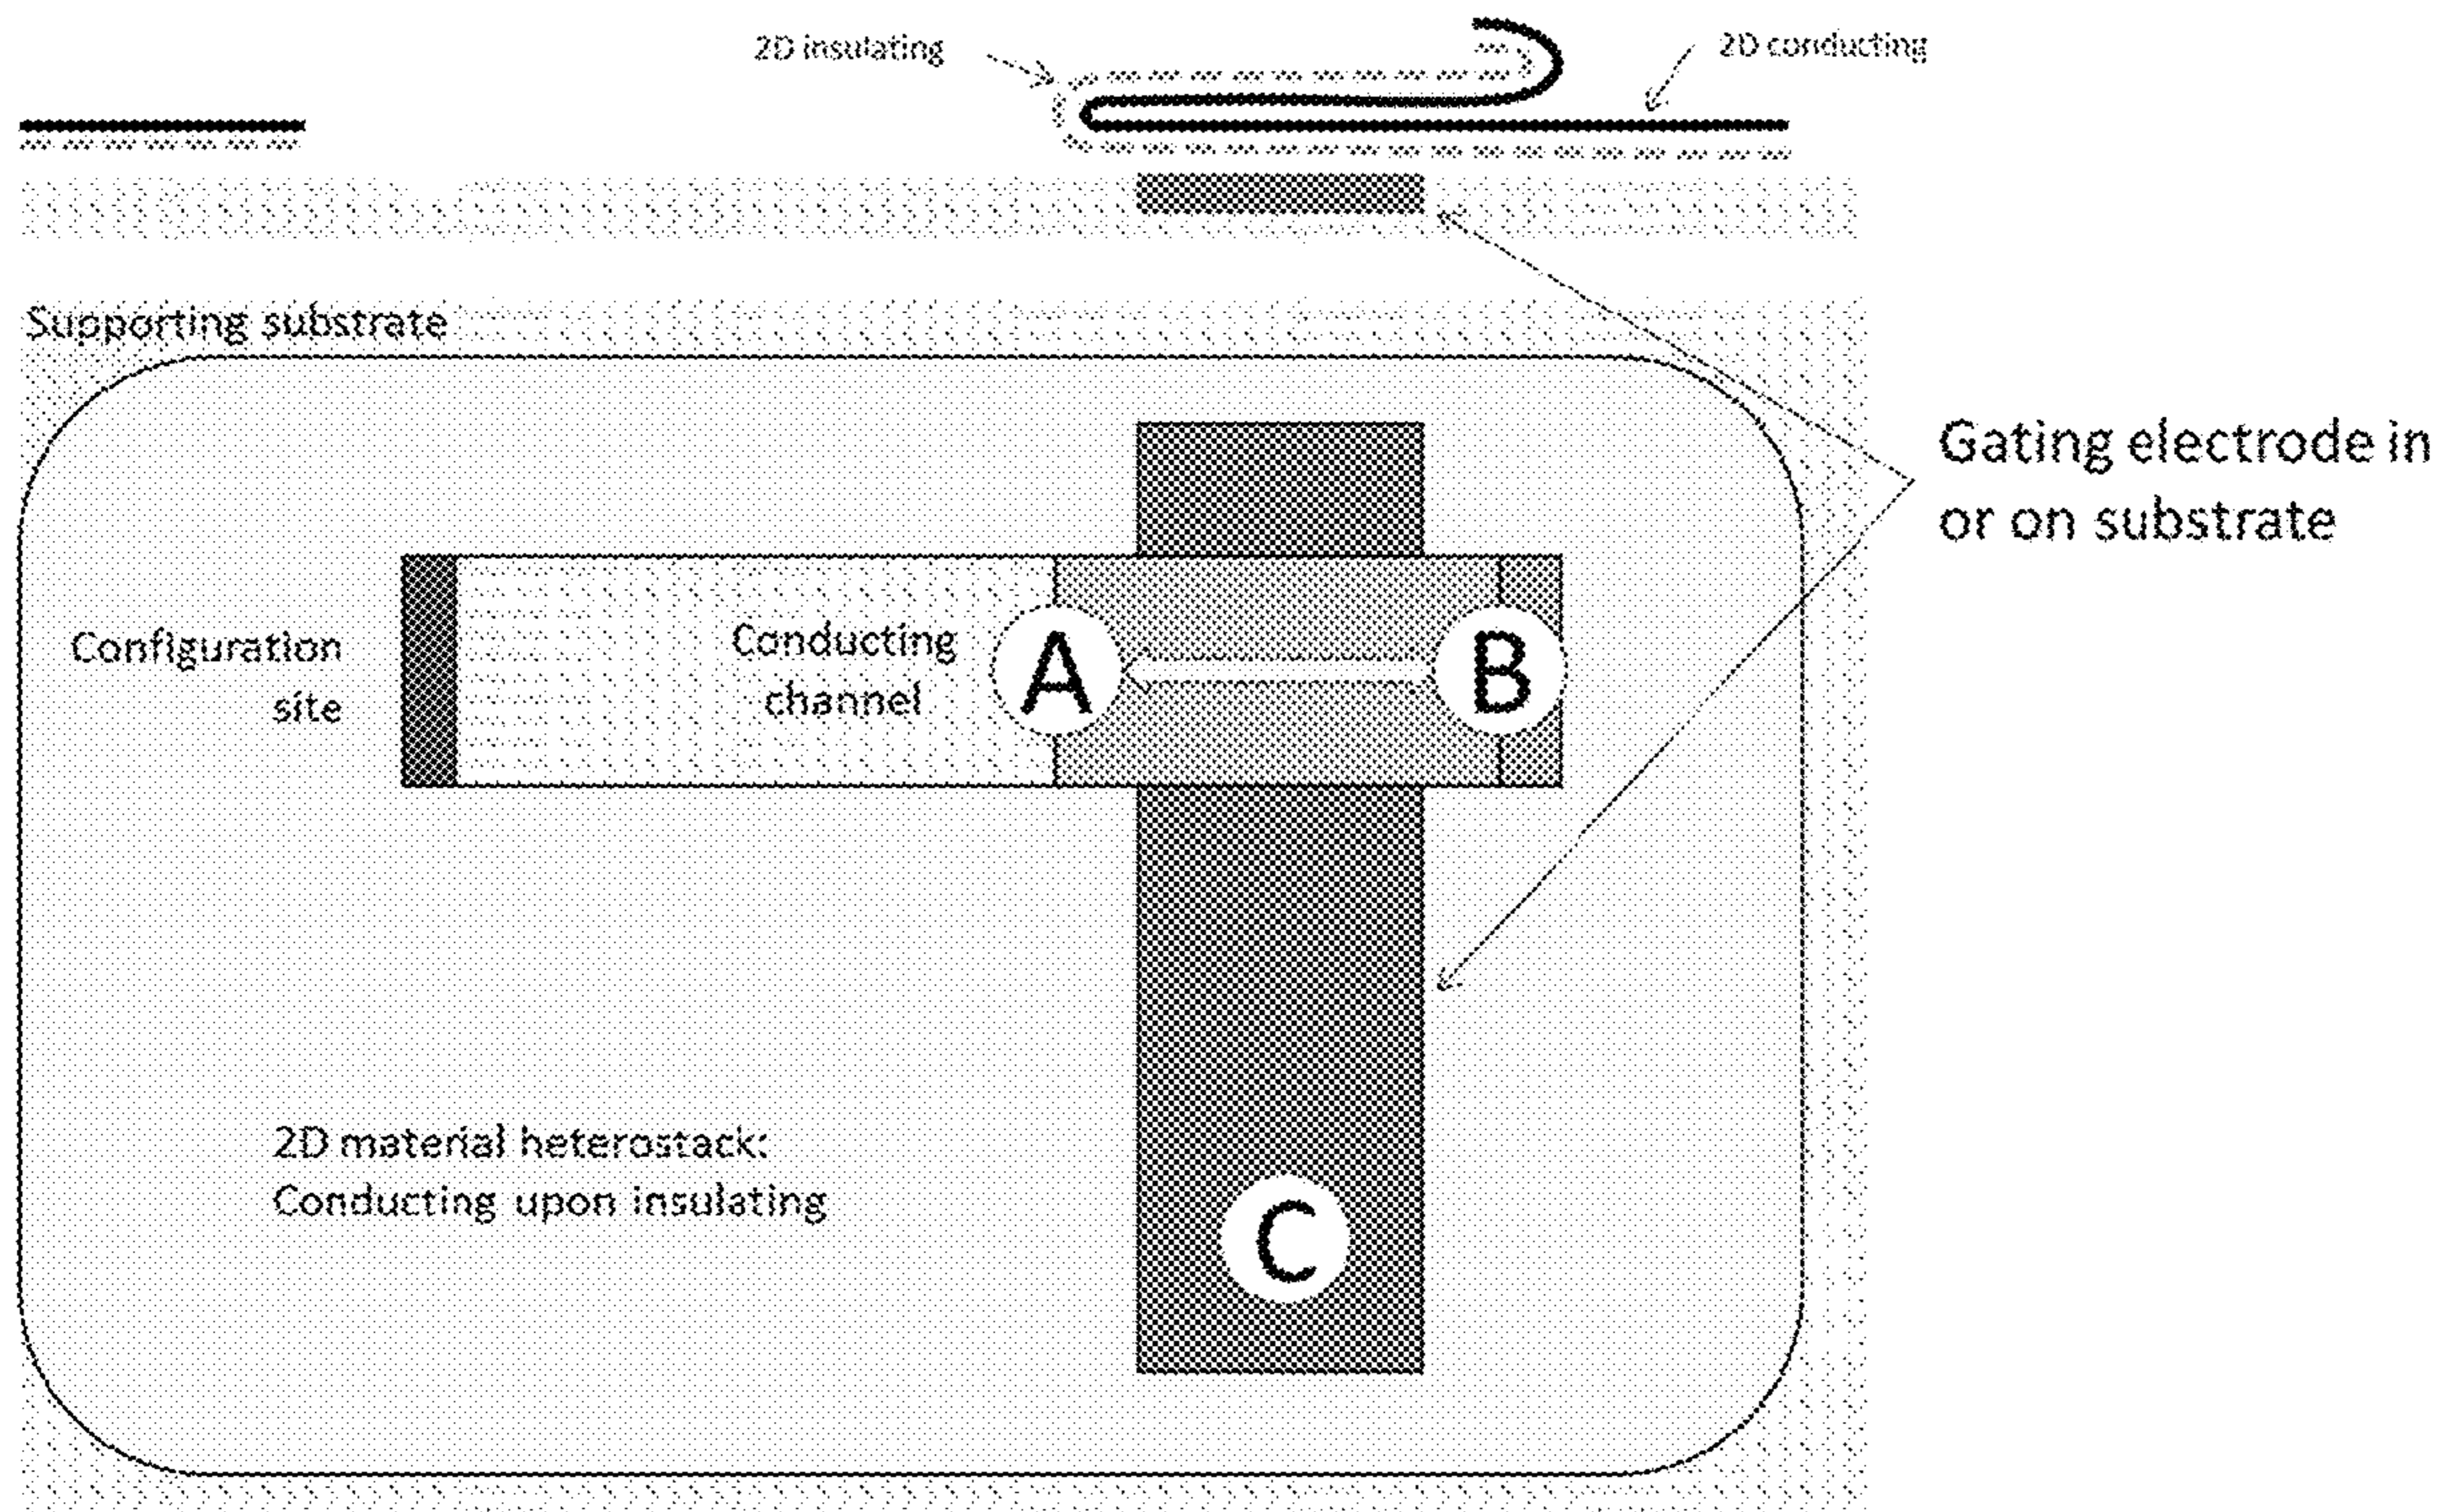 2D insulating
2D conducting
Supporting substrate
Gating electrode in
or on substrate
Configuration
site
Conducting
channel
A
B
2D material heterostack:
Conducting upon insulating
C